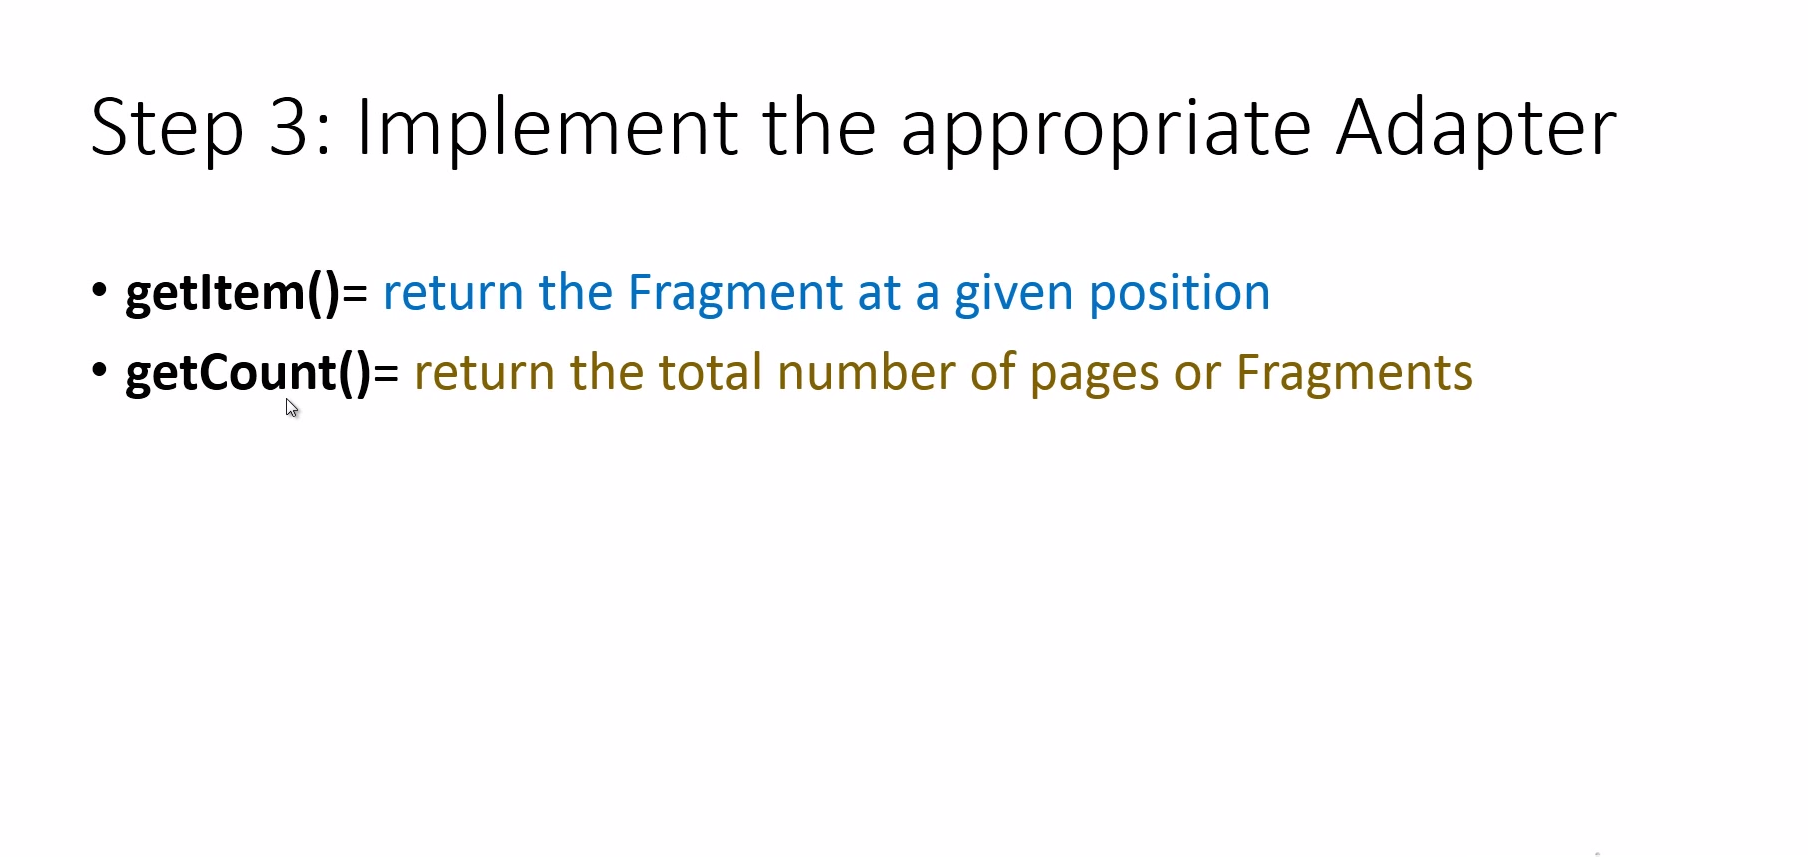 Step 3: Implement the appropriate Adapter
• getItem()= return the Fragment at a given position
• getCount()= return the total number of pages or Fragments